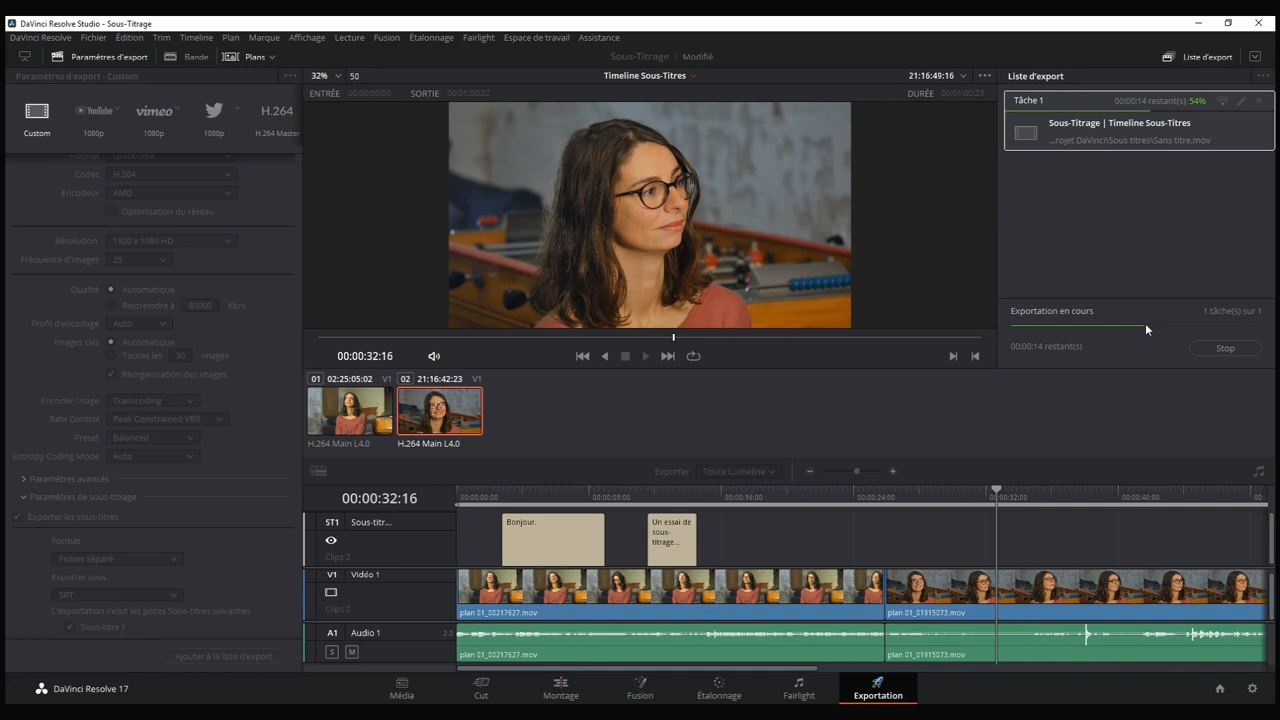 DaVinci Resolve Studio - Sous-Titrage
DaVinci Resolve Fichier Édition Trim Timeline Plan Marque Affichage Lecture Fusion Étalonnage Fairlight Espace de travail Assistance
Paramètres d'export Bande Plans Sous-Titrage Modifié Liste d'export
Paramètres d'export - Custom 32% 50 Timeline Sous-Titres 21:16:49:16 Liste d'export
ENTRÉE 00:00:00:00 SORTIE 00:01:00:22 DURÉE 00:01:00:23
Tâche 1 00:00:14 restant(s) 54%
YouTube vimeo H.264
Custom 1080p 1080p 1080p H.264 Master
Sous-Titrage | Timeline Sous-Titres
...rojet DaVinci\Sous titres\Sans titre.mov
Format QuickTime
Codec H.264
Encodeur AMD
Optimisation du réseau
Résolution 1920 x 1080 HD
Fréquence d'images 25
Qualité Automatique
Restreindre à 80000 Kb/s
Profil d'encodage Auto
Images clés Automatique
Toutes les 30 images
Réorganisation des images
Encoder Usage Transcoding
Rate Control Peak Constrained VBR
Preset Balanced
Entropy Coding Mode Auto
Paramètres avancés
Paramètres de sous-titrage
Exporter les sous-titres
Format
Fichier séparé
Exporter sous
SRT
L'exportation inclut les pistes Sous-titres suivantes
Sous-titre 1
Ajouter à la liste d'export
Exportation en cours 1 tâche(s) sur 1
00:00:14 restant(s) Stop
00:00:32:16
01 02:25:05:02 V1 02 21:16:42:23 V1
H.264 Main L4.0 H.264 Main L4.0
Exporter Toute l...imeline
00:00:32:16 00:00:00:00 00:00:08:00 00:00:16:00 00:00:24:00 00:00:32:00 00:00:40:00
ST1 Sous-titr... Bonjour. Un essai de
sous-
titrage...
Clips 2
V1 Vidéo 1
Clips 2
plan 01_00217627.mov plan 01_01915073.mov
A1 Audio 1 2.0
S M plan 01_00217627.mov plan 01_01915073.mov
DaVinci Resolve 17 Média Cut Montage Fusion Étalonnage Fairlight Exportation